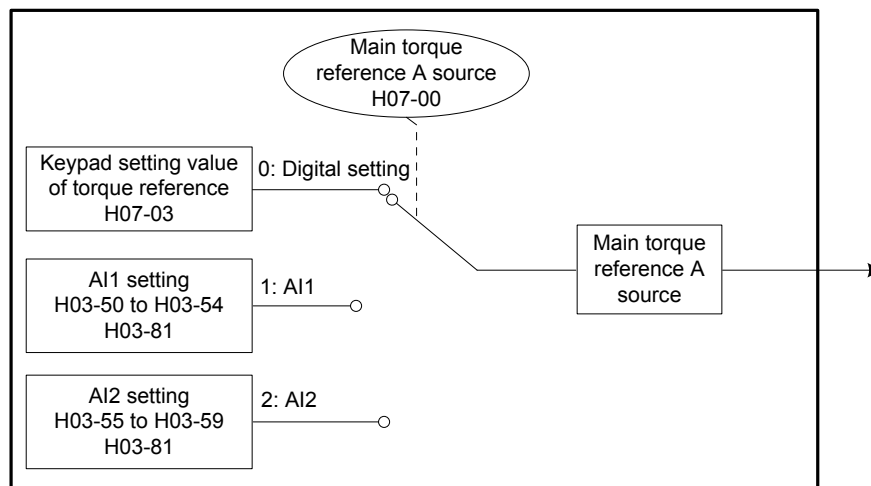 Main torque
reference A source
H07-00
Keypad setting value
of torque reference
H07-03
0: Digital setting
AI1 setting
H03-50 to H03-54
H03-81
1: AI1
Main torque
reference A
source
AI2 setting
H03-55 to H03-59
H03-81
2: AI2